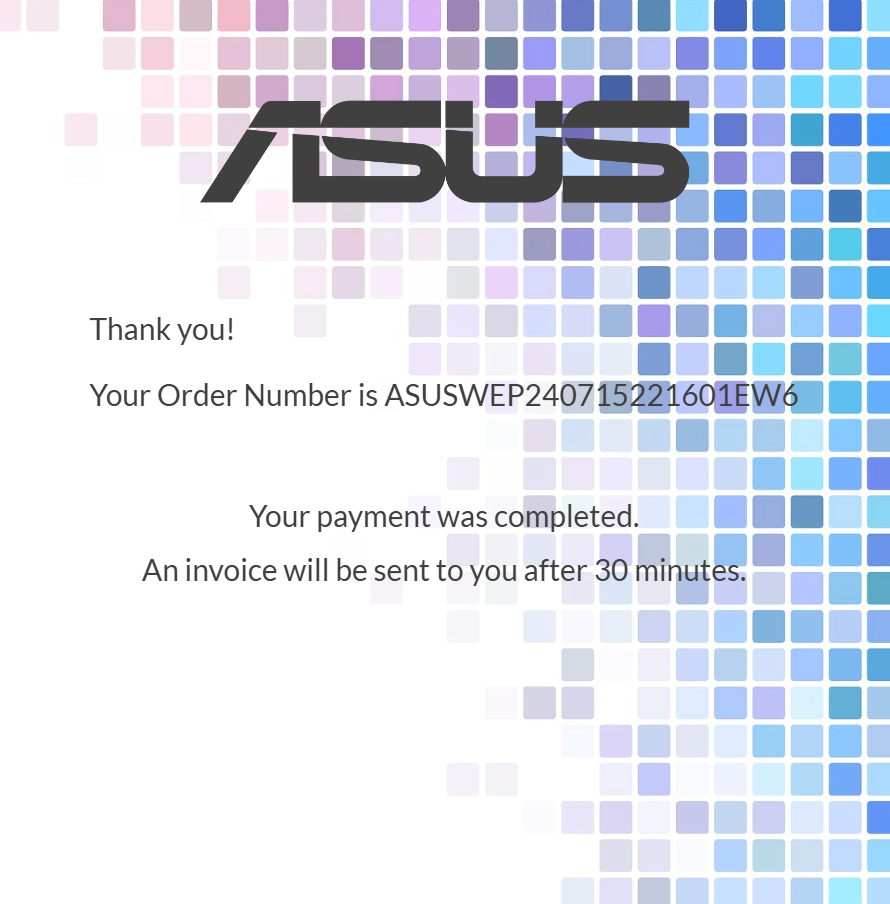 ASUS
Thank you!
Your Order Number is ASUSWEP240715221601EW6
Your payment was completed.
An invoice will be sent to you after 30 minutes.